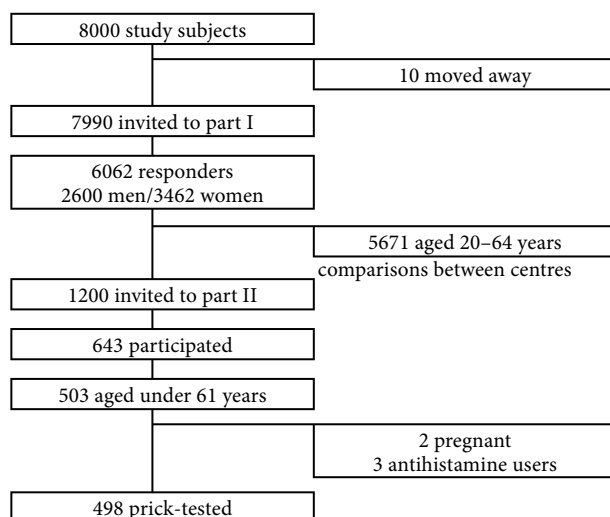 8000 study subjects
10 moved away
7990 invited to part I
6062 responders
2600 men/3462 women
5671 aged 20–64 years
comparisons between centres
1200 invited to part II
643 participated
503 aged under 61 years
2 pregnant
3 antihistamine users
498 prick-tested